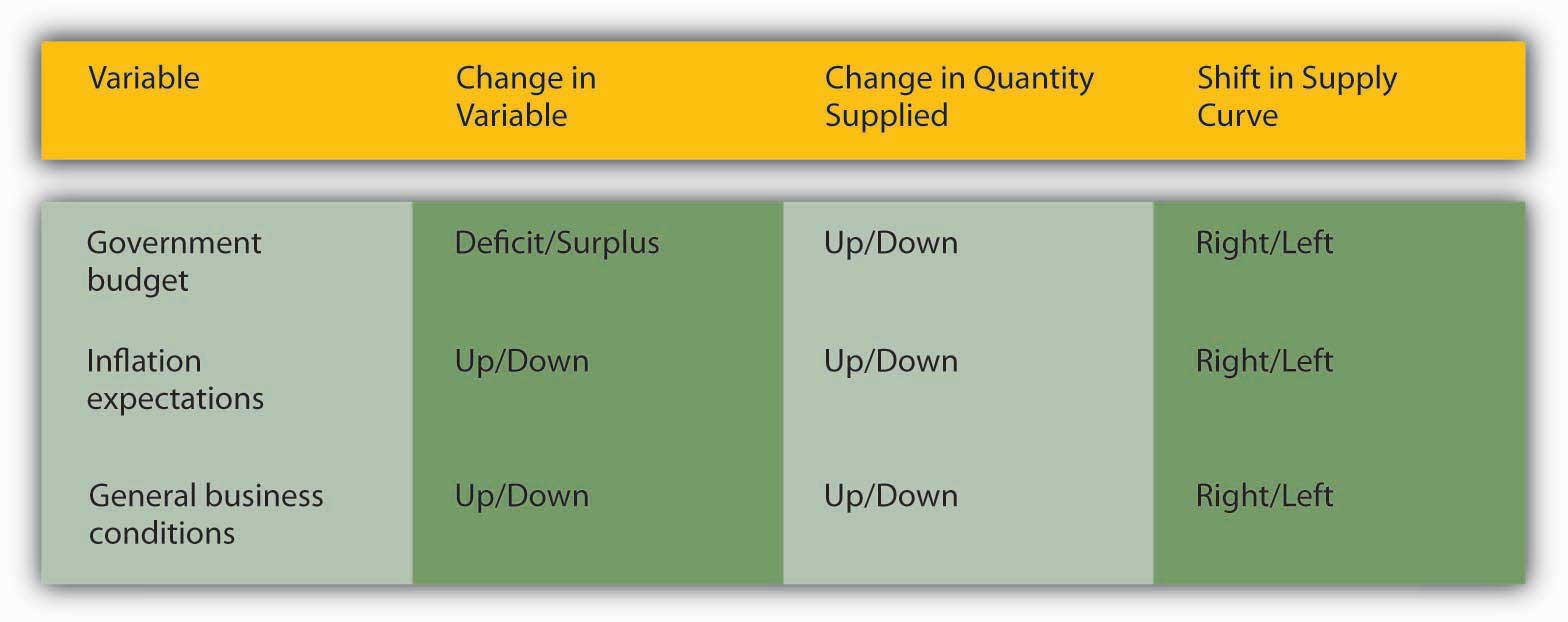 Variable
Change in
Variable
Change in Quantity
Supplied
Shift in Supply
Curve
Government
budget
Deficit/Surplus
Up/Down
Right/Left
Inflation
expectations
Up/Down
Up/Down
Right/Left
General business
conditions
Up/Down
Up/Down
Right/Left